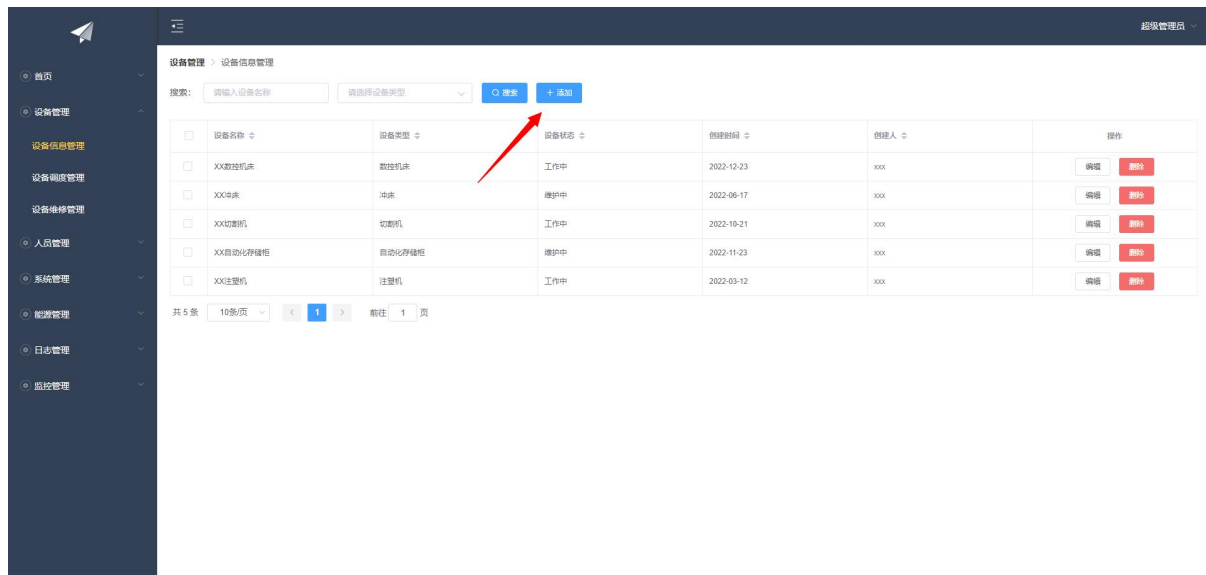 超级管理员
首页
设备管理
设备信息管理
设备调度管理
设备维修管理
人员管理
系统管理
能源管理
日志管理
监控管理
设备管理 > 设备信息管理
搜索: 请输入设备名称 请选择设备类型 搜索 + 添加
设备名称 设备类型 设备状态 创建时间 创建人 操作
XX数控机床 数控机床 工作中 2022-12-23 xxx 编辑 删除
XX冲床 冲床 维护中 2022-06-17 xxx 编辑 删除
XX切割机 切割机 工作中 2022-10-21 xxx 编辑 删除
XX自动化存储柜 自动化存储柜 维护中 2022-11-23 xxx 编辑 删除
XX注塑机 注塑机 工作中 2022-03-12 xxx 编辑 删除
共 5 条 10条/页 < 1 > 前往 1 页